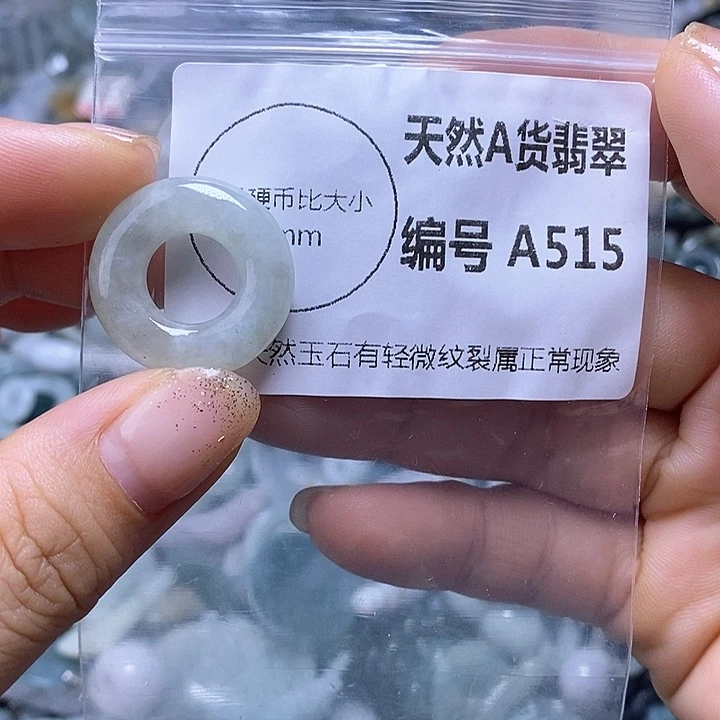 天然A货翡翠
编号 A515
硬币比大小
mm
然玉石有轻微纹裂属正常现象